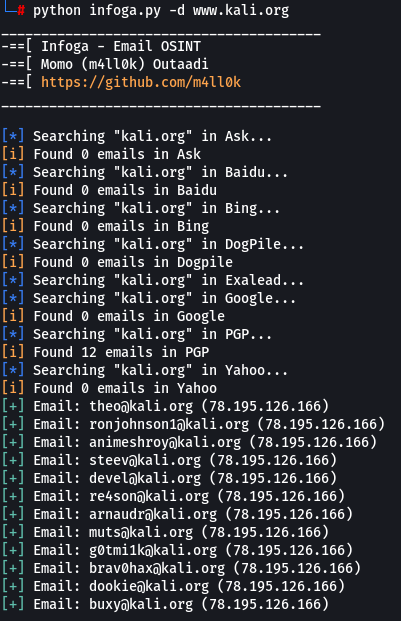 └─# python infoga.py -d www.kali.org
________________________________________
-==[ Infoga - Email OSINT
-==[ Momo (m4ll0k) Outaadi
-==[ https://github.com/m4ll0k
________________________________________
[*] Searching "kali.org" in Ask...
[i] Found 0 emails in Ask
[*] Searching "kali.org" in Baidu...
[i] Found 0 emails in Baidu
[*] Searching "kali.org" in Bing...
[i] Found 0 emails in Bing
[*] Searching "kali.org" in DogPile...
[i] Found 0 emails in Dogpile
[*] Searching "kali.org" in Exalead...
[*] Searching "kali.org" in Google...
[i] Found 0 emails in Google
[*] Searching "kali.org" in PGP...
[i] Found 12 emails in PGP
[*] Searching "kali.org" in Yahoo...
[i] Found 0 emails in Yahoo
[+] Email: theo@kali.org (78.195.126.166)
[+] Email: ronjohnson1@kali.org (78.195.126.166)
[+] Email: animeshroy@kali.org (78.195.126.166)
[+] Email: steev@kali.org (78.195.126.166)
[+] Email: devel@kali.org (78.195.126.166)
[+] Email: re4son@kali.org (78.195.126.166)
[+] Email: arnaudr@kali.org (78.195.126.166)
[+] Email: muts@kali.org (78.195.126.166)
[+] Email: g0tmi1k@kali.org (78.195.126.166)
[+] Email: brav0hax@kali.org (78.195.126.166)
[+] Email: dookie@kali.org (78.195.126.166)
[+] Email: buxy@kali.org (78.195.126.166)